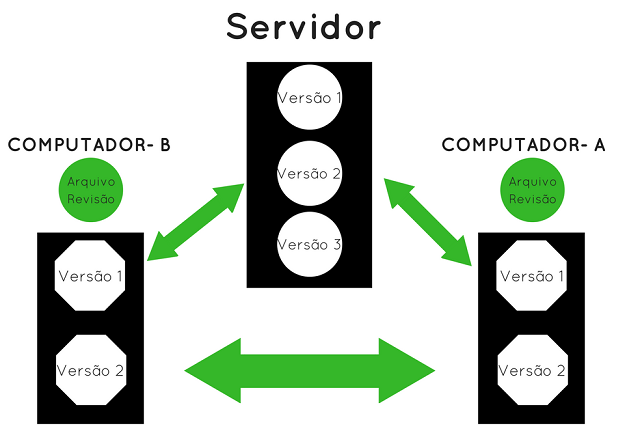 Servidor
Versão 1
Versão 2
Versão 3
COMPUTADOR- B
Arquivo
Revisão
Versão 1
Versão 2
COMPUTADOR- A
Arquivo
Revisão
Versão 1
Versão 2